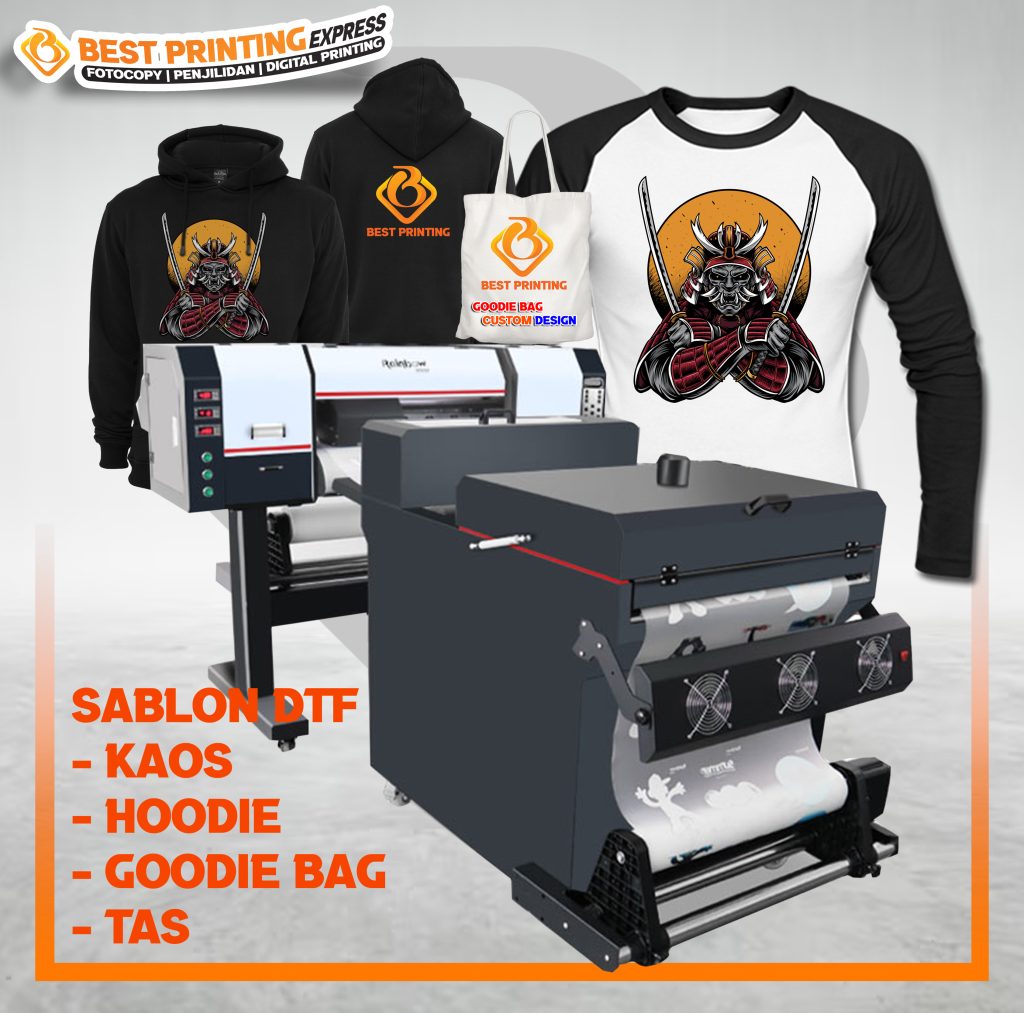 BEST PRINTING EXPRESS
FOTOCOPY | PENJILIDAN | DIGITAL PRINTING
BEST PRINTING
BEST PRINTING
GOODIE BAG
CUSTOM DESIGN
SABLON DTF
- KAOS
- HOODIE
- GOODIE BAG
- TAS